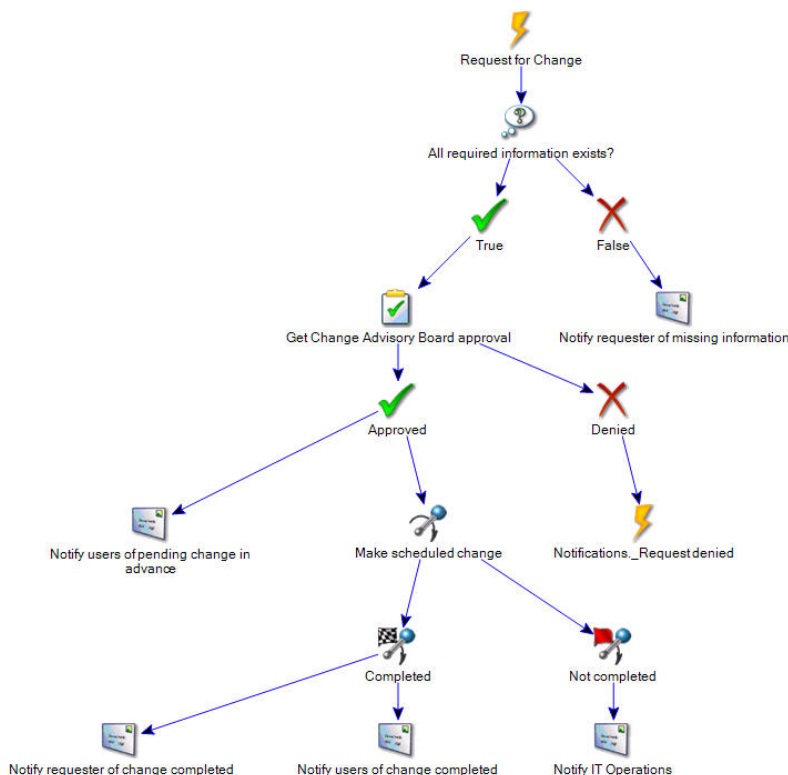 Request for Change
All required information exists?
True
False
Get Change Advisory Board approval
Notify requester of missing information
Approved
Denied
Notify users of pending change in
advance
Make scheduled change
Notifications._Request denied
Completed
Not completed
Notify requester of change completed
Notify users of change completed
Notify IT Operations